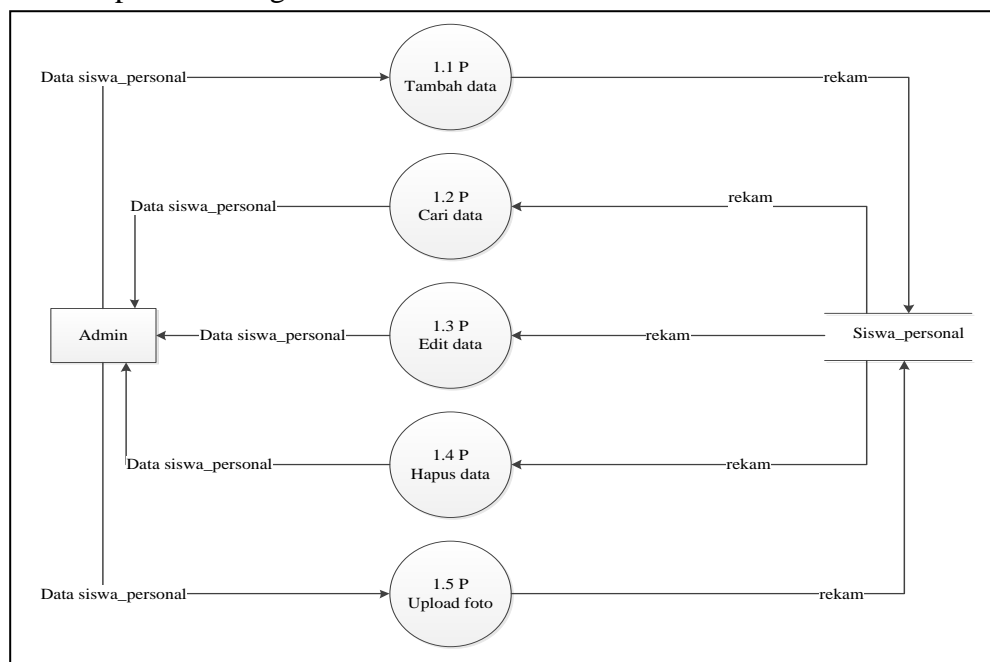 1.1 P
Tambah data
Data siswa_personal
rekam
1.2 P
Cari data
Data siswa_personal
rekam
1.3 P
Edit data
Admin
Data siswa_personal
rekam
Siswa_personal
1.4 P
Hapus data
Data siswa_personal
rekam
1.5 P
Upload foto
Data siswa_personal
rekam